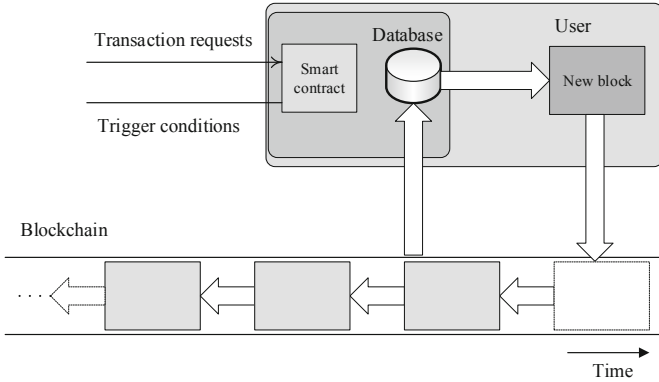 User
Database
Transaction requests
Smart
contract
New block
Trigger conditions
Blockchain
....
Time